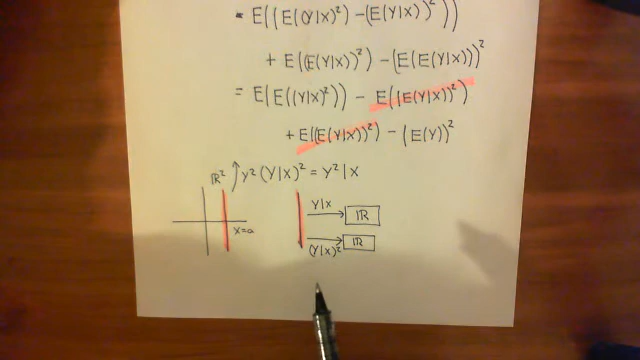 = E((E(Y|X)²) - (E(Y|X))²))
+ E((E(Y|X))²) - (E(E(Y|X)))²
= E(E((Y|X)²)) - E((E(Y|X))²)
+ E((E(Y|X))²) - (E(Y))²
ℝ² Y² (Y|X)² = Y²|X
Y|X ℝ
X=a
(Y|X)² ℝ